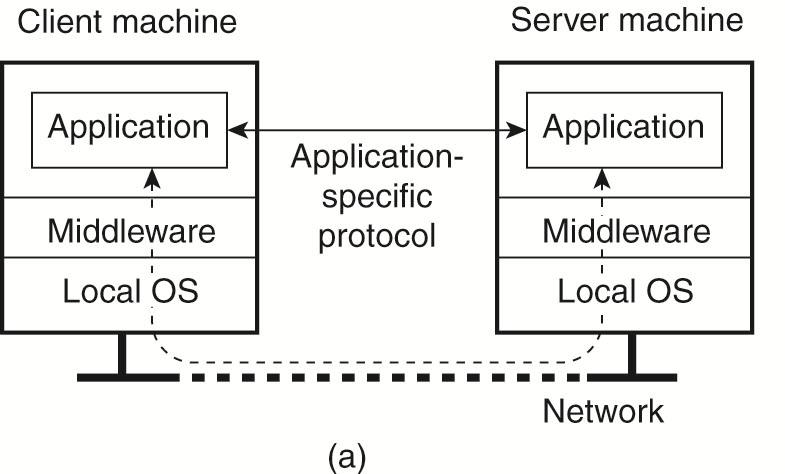 Client machine
Server machine
Application
Application
Application-
specific
protocol
Middleware
Middleware
Local OS
Local OS
Network
(a)